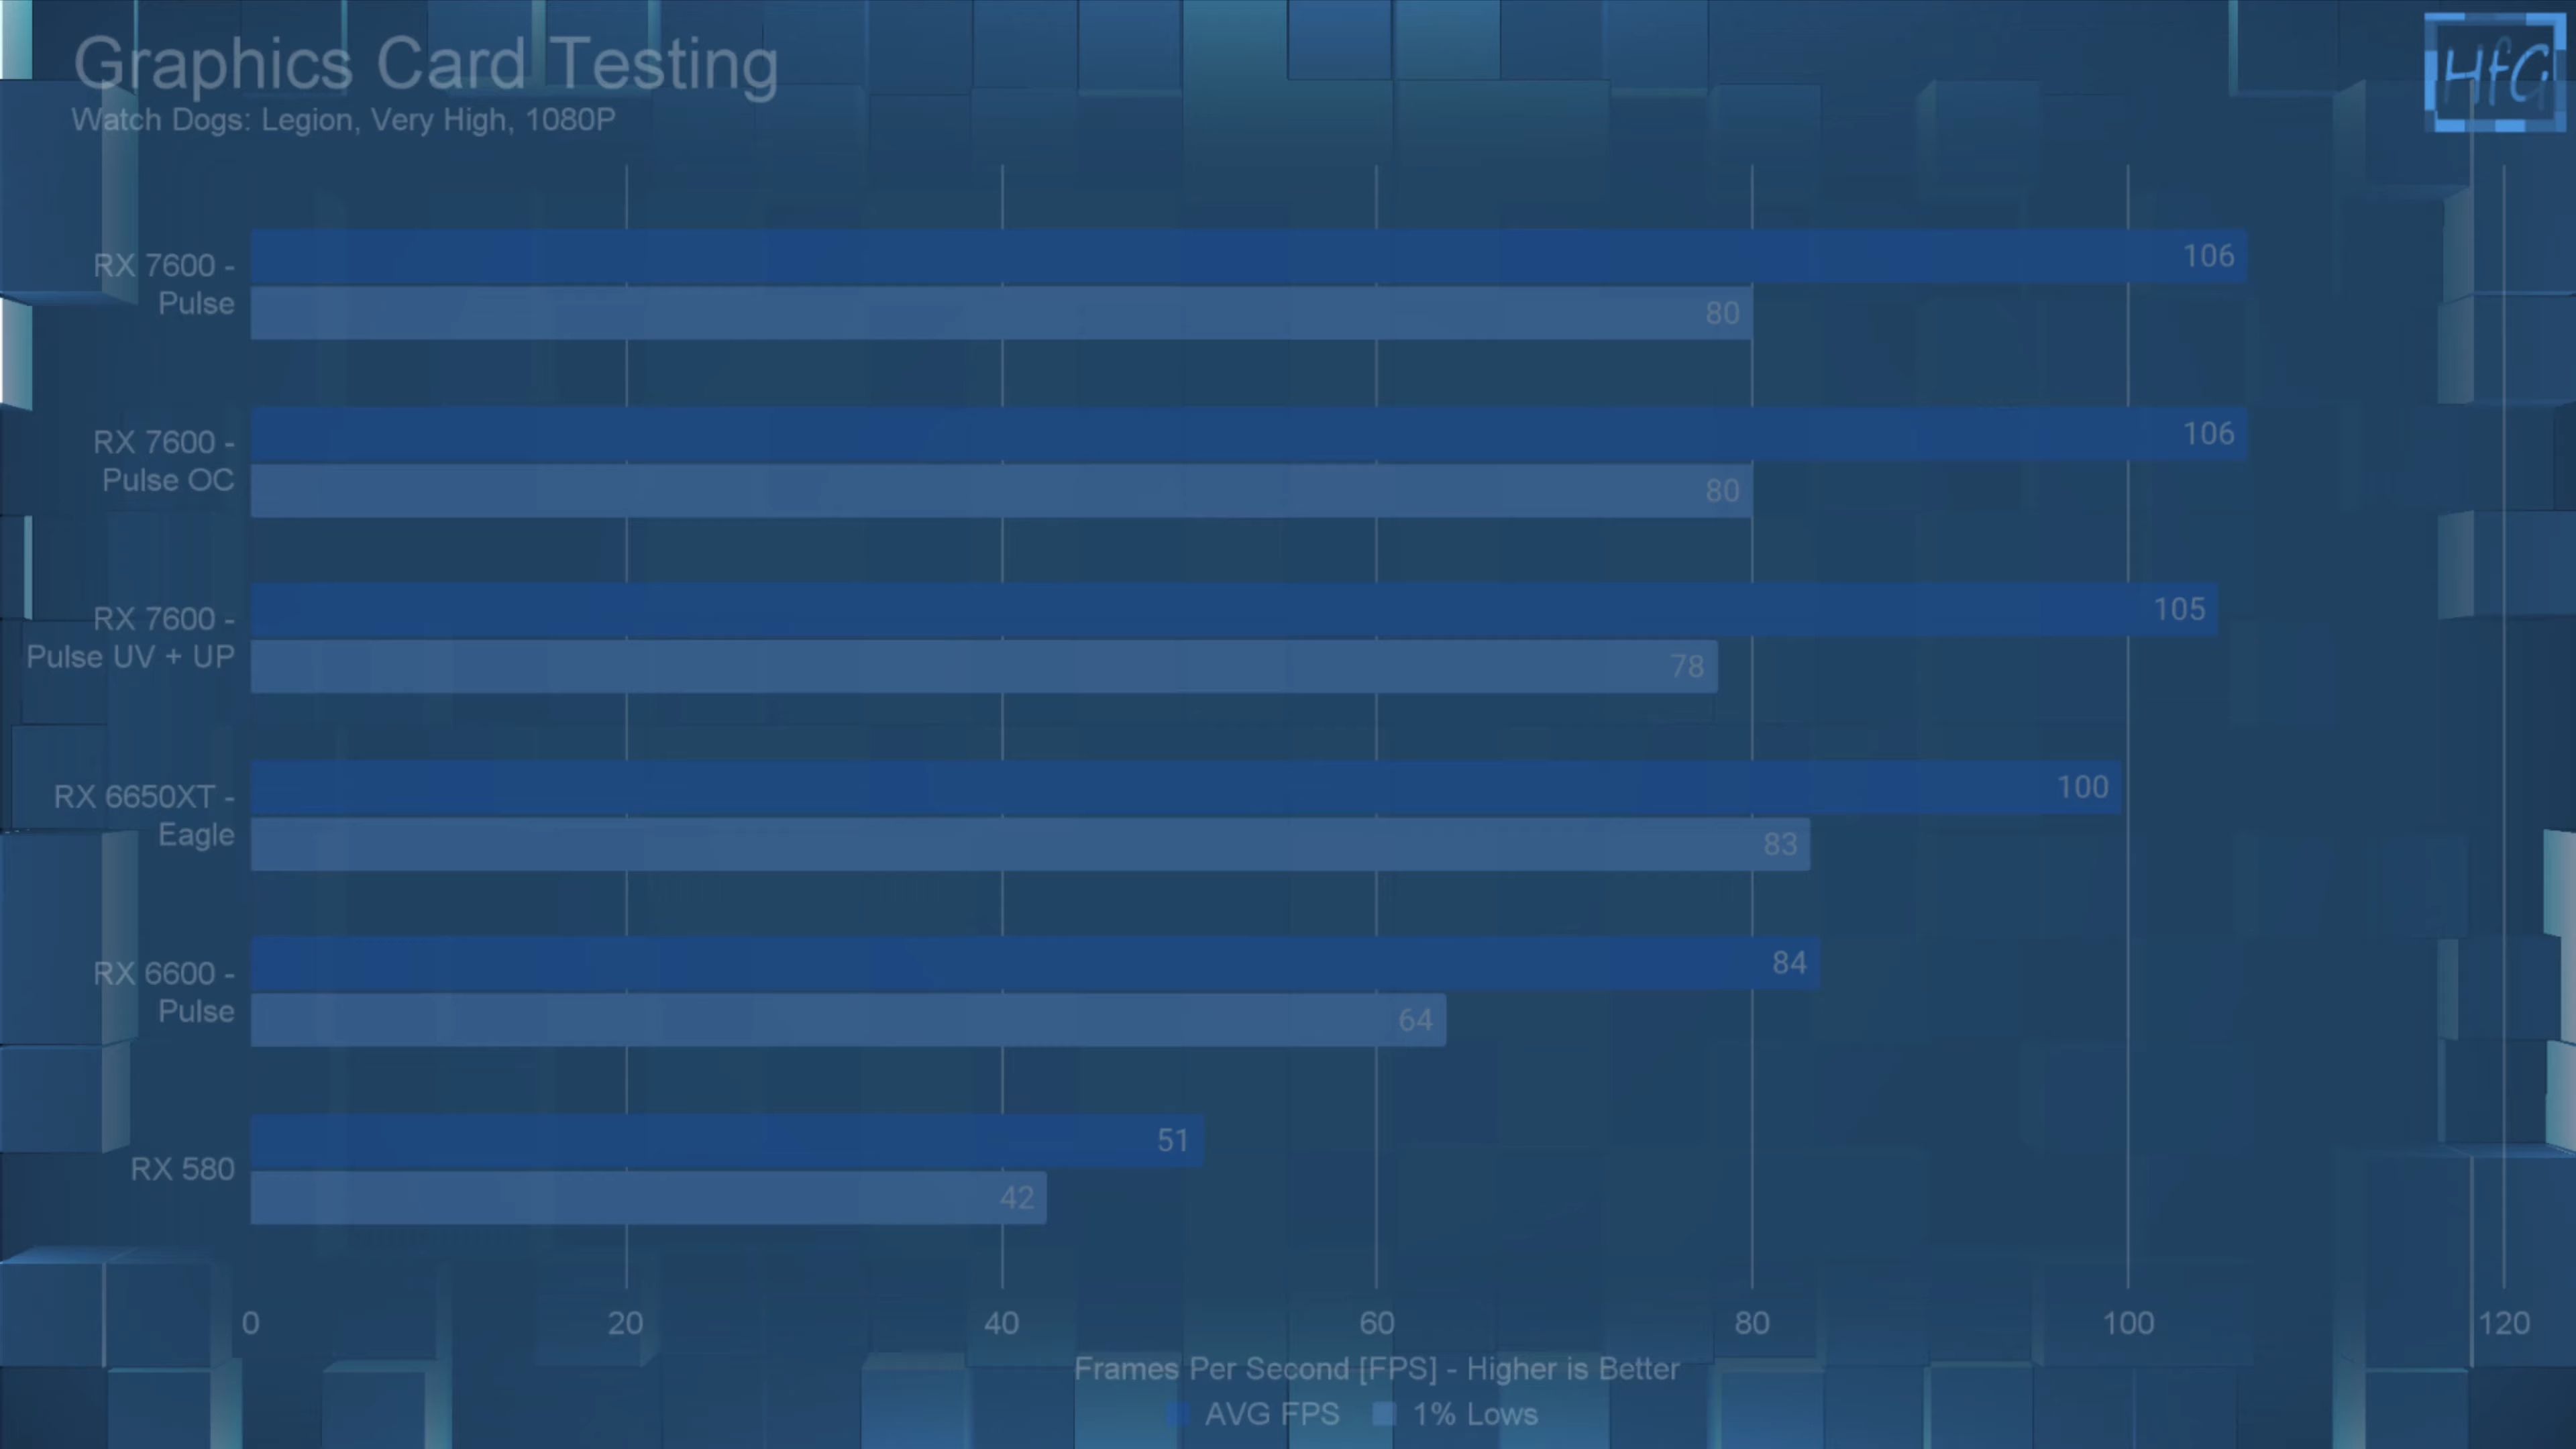 Graphics Card Testing
Watch Dogs: Legion, Very High, 1080P
HfG
RX 7600 -
Pulse
106
80
RX 7600 -
Pulse OC
106
80
RX 7600 -
Pulse UV + UP
105
78
RX 6650XT -
Eagle
100
83
RX 6600 -
Pulse
84
64
RX 580
51
42
0 20 40 60 80 100 120
Frames Per Second [FPS] - Higher is Better
AVG FPS 1% Lows